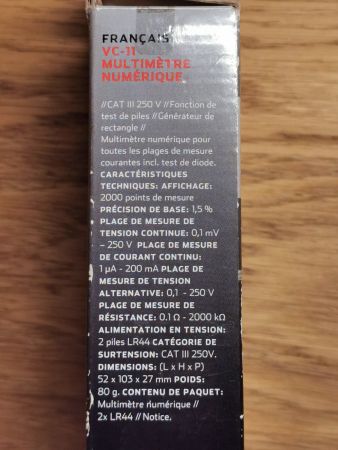 FRANÇAIS
VC-11
MULTIMÈTRE
NUMÉRIQUE
//CAT III 250 V //Fonction de
test de piles //Générateur de
rectangle //
Multimètre numérique pour
toutes les plages de mesure
courantes incl. test de diode.
CARACTÉRISTIQUES
TECHNIQUES: AFFICHAGE:
2000 points de mesure
PRÉCISION DE BASE: 1,5 %
PLAGE DE MESURE DE
TENSION CONTINUE: 0,1 mV
– 250 V PLAGE DE MESURE
DE COURANT CONTINU:
1 µA - 200 mA PLAGE DE
MESURE DE TENSION
ALTERNATIVE: 0,1 - 250 V
PLAGE DE MESURE DE
RÉSISTANCE: 0.1 Ω - 2000 kΩ
ALIMENTATION EN TENSION:
2 piles LR44 CATÉGORIE DE
SURTENSION: CAT III 250V.
DIMENSIONS: (L x H x P)
52 x 103 x 27 mm POIDS:
80 g. CONTENU DE PAQUET:
Multimètre numérique //
2x LR44 // Notice.